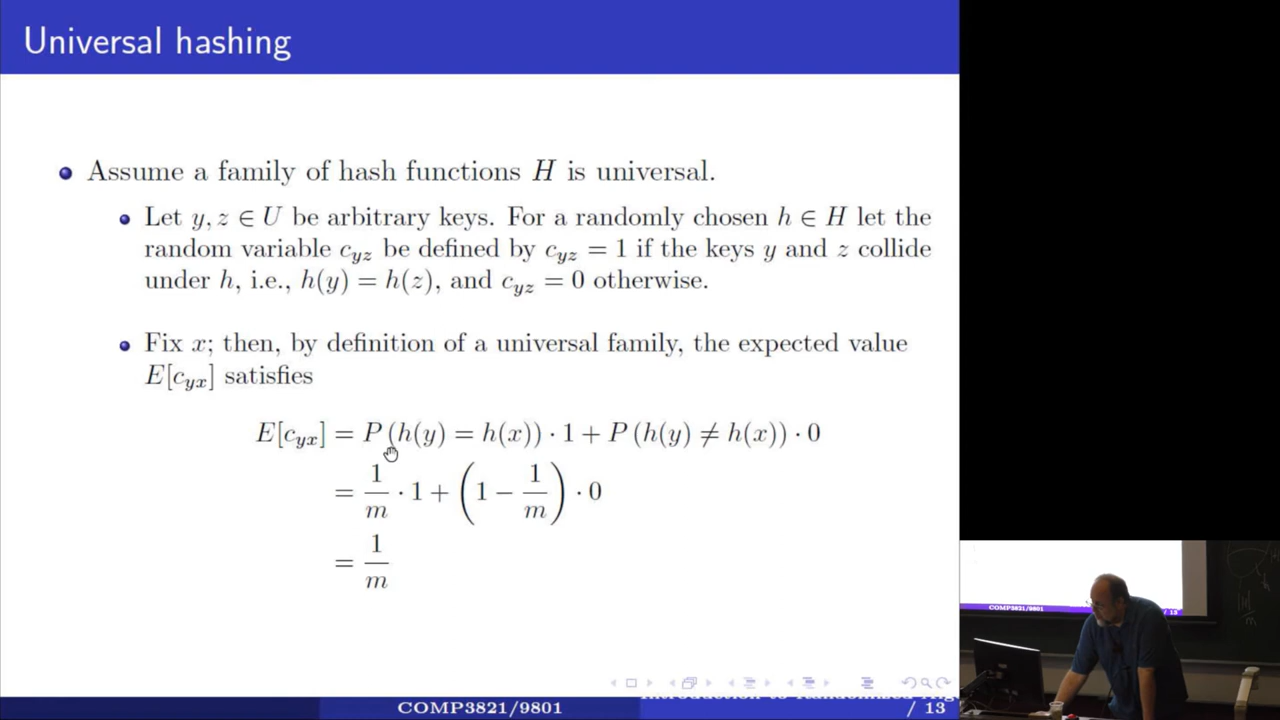 Universal hashing
Assume a family of hash functions H is universal.
Let y, z ∈ U be arbitrary keys. For a randomly chosen h ∈ H let the
random variable c_yz be defined by c_yz = 1 if the keys y and z collide
under h, i.e., h(y) = h(z), and c_yz = 0 otherwise.
Fix x; then, by definition of a universal family, the expected value
E[c_yx] satisfies
E[c_yx] = P (h(y) = h(x)) · 1 + P (h(y) ≠ h(x)) · 0
= 1/m · 1 + (1 − 1/m) · 0
= 1/m
COMP3821/9801
/ 13
COMP3821/9801
/ 13